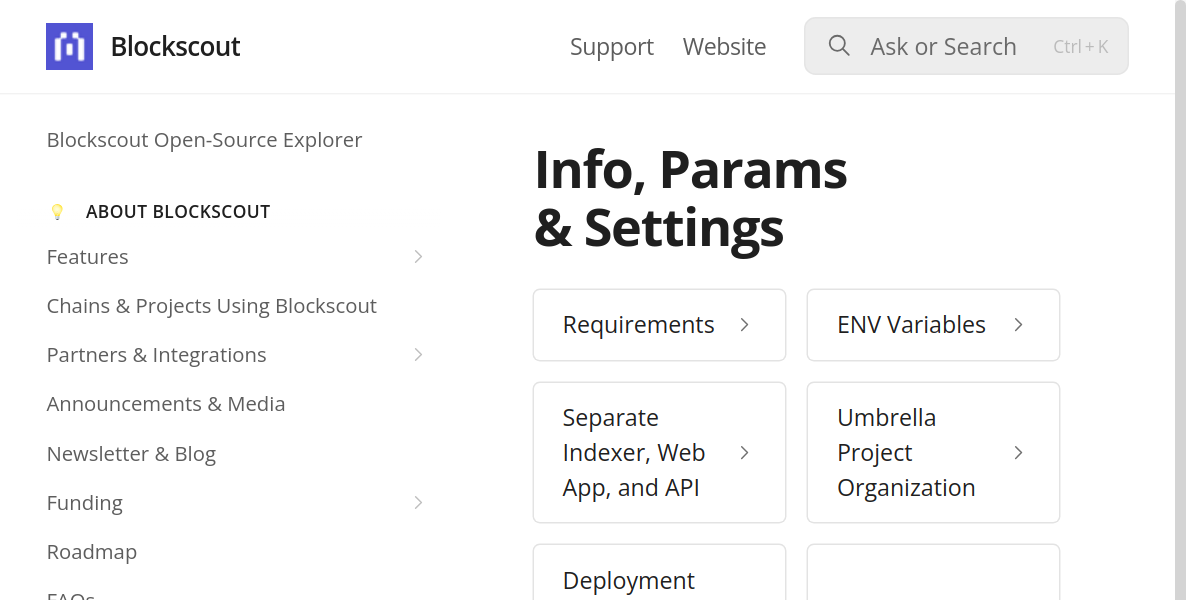 Blockscout
Support
Website
Ask or Search
Ctrl + K
Blockscout Open-Source Explorer
ABOUT BLOCKSCOUT
Features
Chains & Projects Using Blockscout
Partners & Integrations
Announcements & Media
Newsletter & Blog
Funding
Roadmap
FAQs
Info, Params
& Settings
Requirements
ENV Variables
Separate
Indexer, Web
App, and API
Umbrella
Project
Organization
Deployment